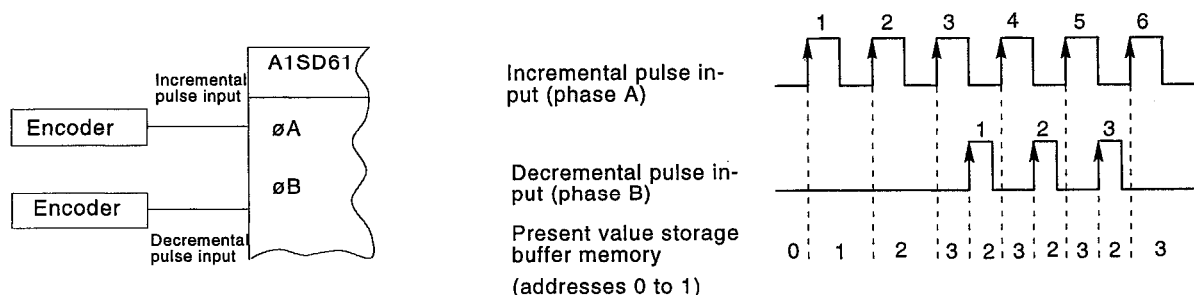 A1SD61
Incremental
pulse input
Encoder
øA
Encoder
øB
Decremental
pulse input
1 2 3 4 5 6
Incremental pulse in-
put (phase A)
1 2 3
Decremental pulse in-
put (phase B)
Present value storage
buffer memory
(addresses 0 to 1)
0 1 2 3 2 3 2 3 2 3